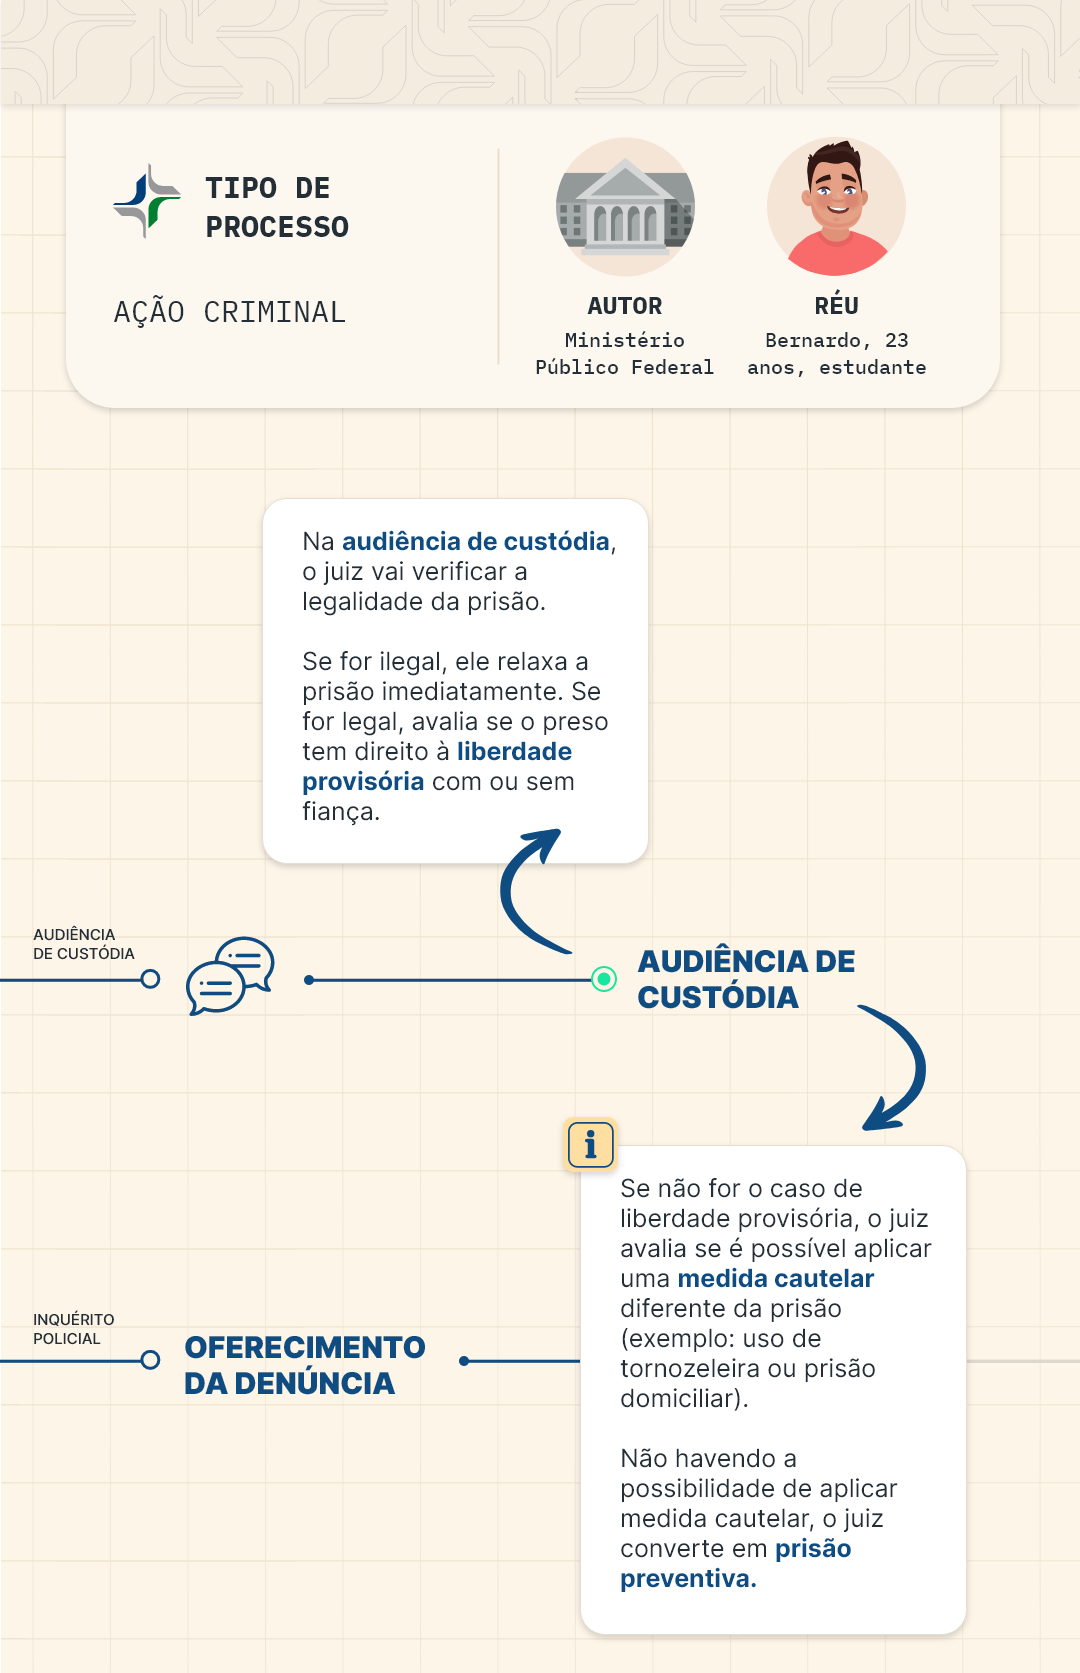 TIPO DE
PROCESSO
AÇÃO CRIMINAL
AUTOR
Ministério
Público Federal
RÉU
Bernardo, 23
anos, estudante
Na audiência de custódia,
o juiz vai verificar a
legalidade da prisão.
Se for ilegal, ele relaxa a
prisão imediatamente. Se
for legal, avalia se o preso
tem direito à liberdade
provisória com ou sem
fiança.
AUDIÊNCIA
DE CUSTÓDIA
AUDIÊNCIA DE
CUSTÓDIA
i
Se não for o caso de
liberdade provisória, o juiz
avalia se é possível aplicar
uma medida cautelar
diferente da prisão
(exemplo: uso de
tornozeleira ou prisão
domiciliar).
Não havendo a
possibilidade de aplicar
medida cautelar, o juiz
converte em prisão
preventiva.
INQUÉRITO
POLICIAL
OFERECIMENTO
DA DENÚNCIA